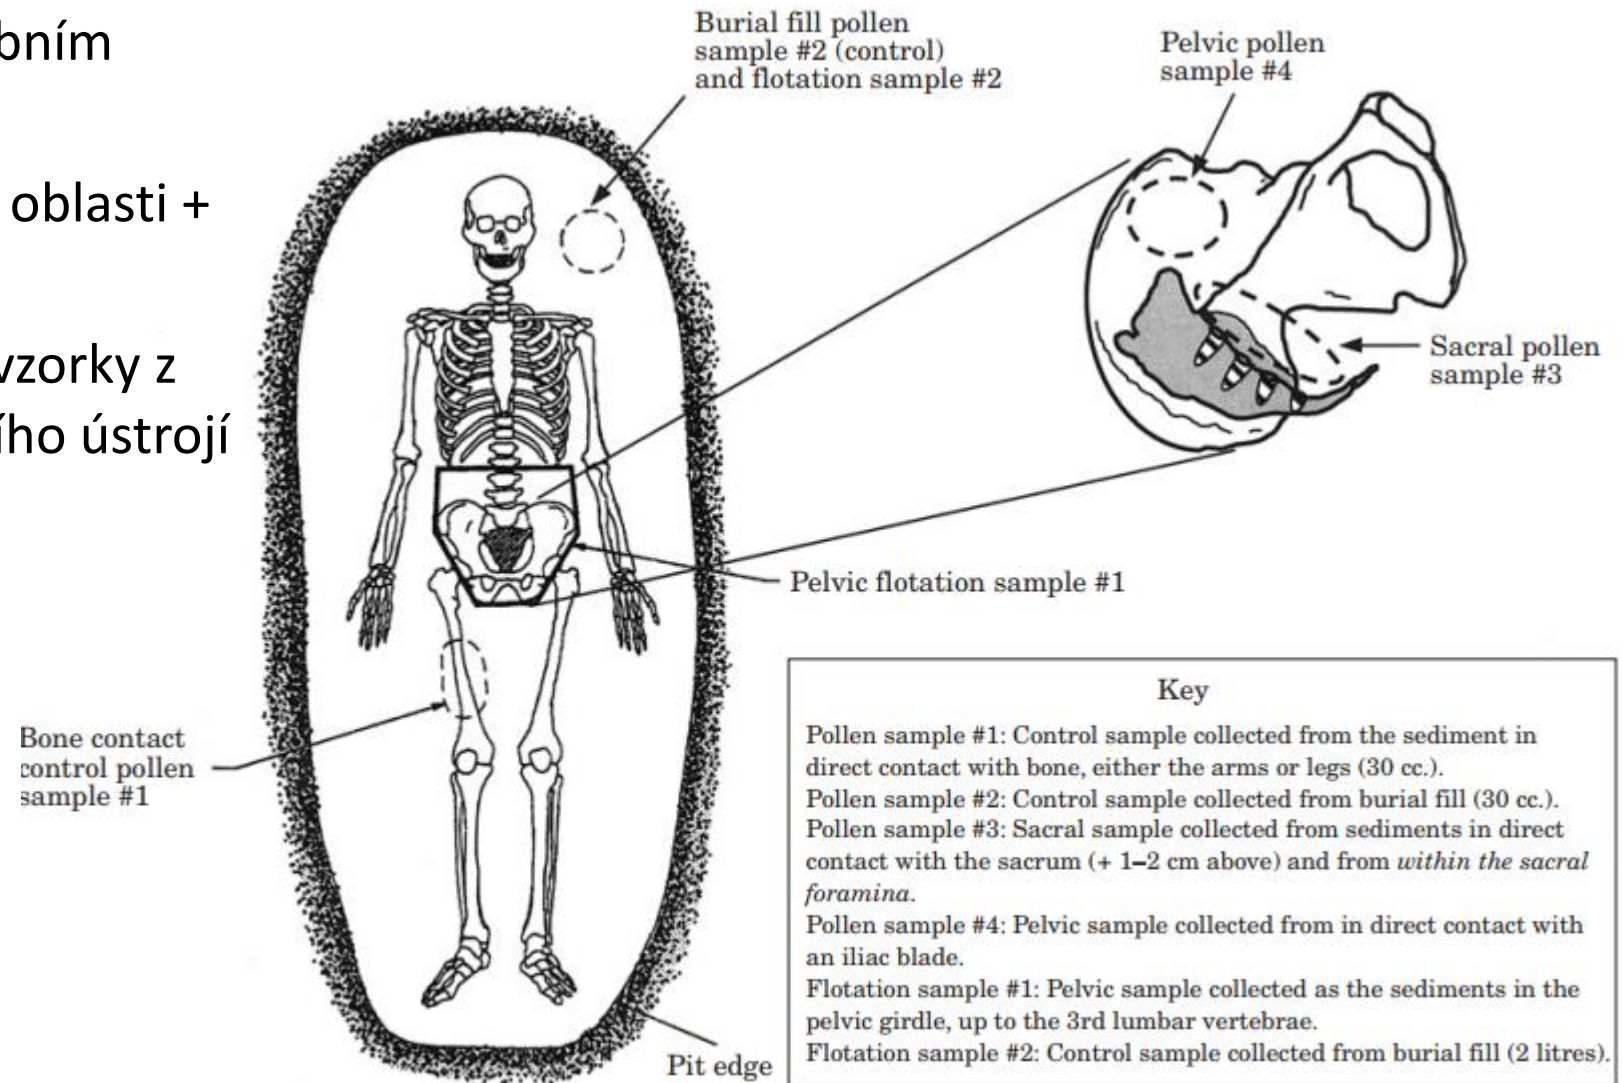 bním
oblasti +
vzorky z
ího ústrojí
Burial fill pollen
sample #2 (control)
and flotation sample #2
Pelvic pollen
sample #4
Sacral pollen
sample #3
Pelvic flotation sample #1
Bone contact
control pollen
sample #1
Pit edge
Key
Pollen sample #1: Control sample collected from the sediment in
direct contact with bone, either the arms or legs (30 cc.).
Pollen sample #2: Control sample collected from burial fill (30 cc.).
Pollen sample #3: Sacral sample collected from sediments in direct
contact with the sacrum (+ 1–2 cm above) and from within the sacral
foramina.
Pollen sample #4: Pelvic sample collected from in direct contact with
an iliac blade.
Flotation sample #1: Pelvic sample collected as the sediments in the
pelvic girdle, up to the 3rd lumbar vertebrae.
Flotation sample #2: Control sample collected from burial fill (2 litres).